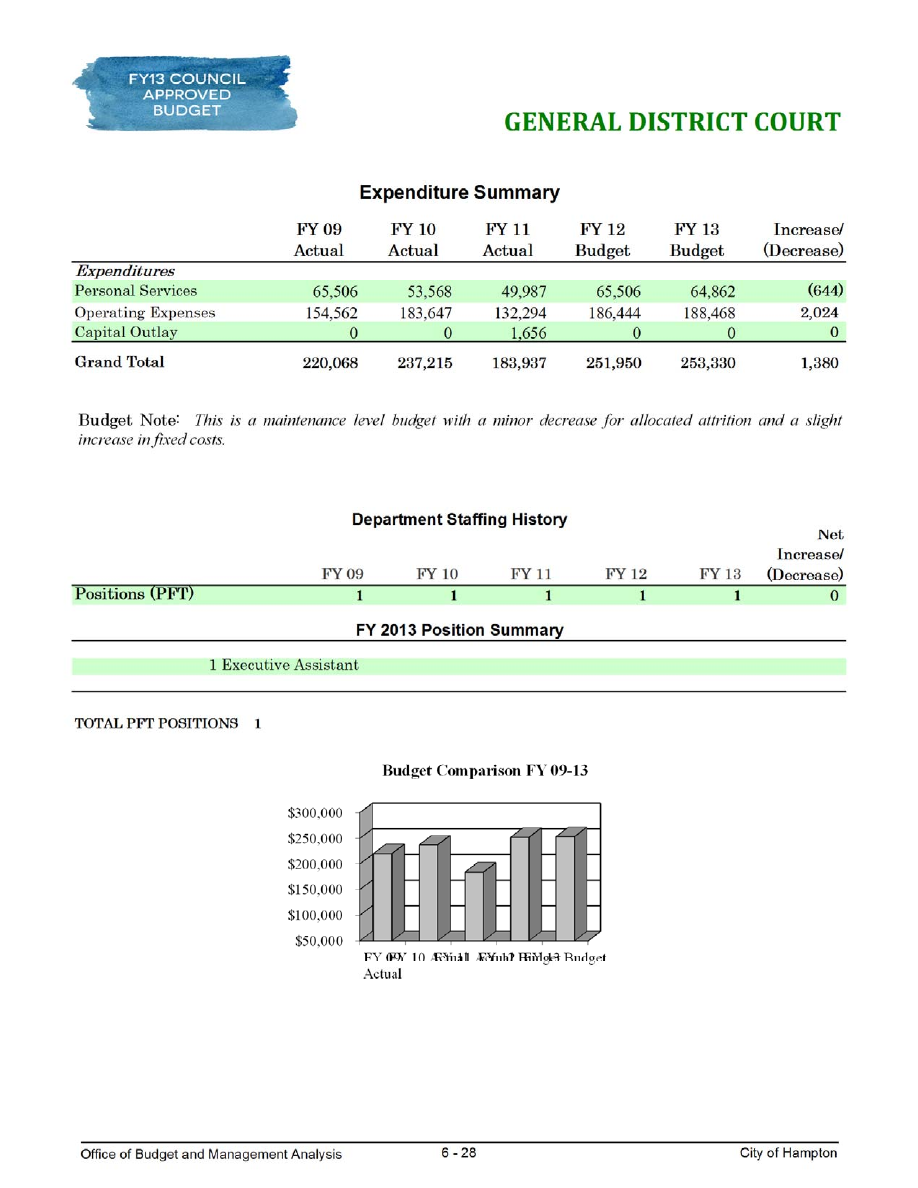 FY13 COUNCIL
APPROVED
BUDGET
GENERAL DISTRICT COURT
Expenditure Summary
FY 09 FY 10 FY 11 FY 12 FY 13 Increase/
Actual Actual Actual Budget Budget (Decrease)
Expenditures
Personal Services 65,506 53,568 49,987 65,506 64,862 (644)
Operating Expenses 154,562 183,647 132,294 186,444 188,468 2,024
Capital Outlay 0 0 1,656 0 0 0
Grand Total 220,068 237,215 183,937 251,950 253,330 1,380
Budget Note: This is a maintenance level budget with a minor decrease for allocated attrition and a slight
increase in fixed costs.
Department Staffing History
Net
Increase/
FY 09 FY 10 FY 11 FY 12 FY 13 (Decrease)
Positions (PFT) 1 1 1 1 1 0
FY 2013 Position Summary
1 Executive Assistant
TOTAL PFT POSITIONS 1
Budget Comparison FY 09-13
$300,000
$250,000
$200,000
$150,000
$100,000
$50,000
FY 09 FY 10 Actual FY 11 Actual FY 12 Budget FY 13 Budget
Actual
Office of Budget and Management Analysis 6 - 28 City of Hampton